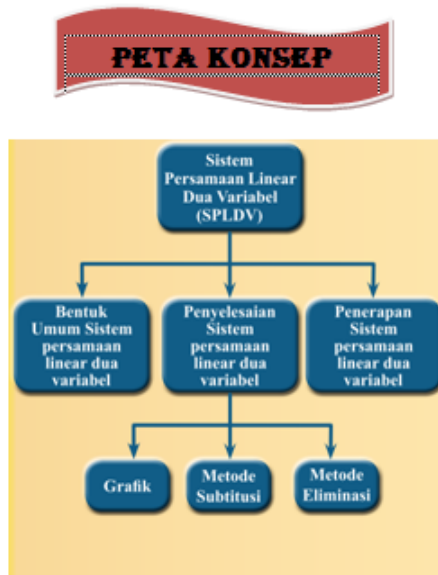 PETA KONSEP
Sistem
Persamaan Linear
Dua Variabel
(SPLDV)
Bentuk
Umum Sistem
persamaan
linear dua
variabel
Penyelesaian
Sistem
persamaan
linear dua
variabel
Penerapan
Sistem
persamaan
linear dua
variabel
Grafik
Metode
Subtitusi
Metode
Eliminasi